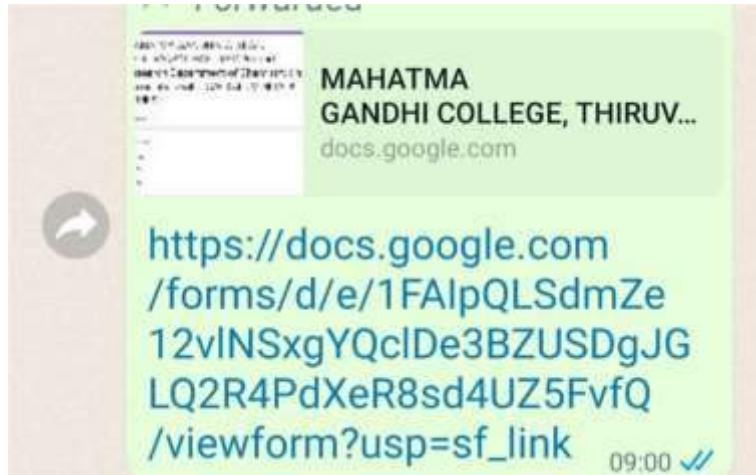 Forwarded
MAHATMA
GANDHI COLLEGE, THIRUV...
docs.google.com
https://docs.google.com
/forms/d/e/1FAIpQLSdmZe
12vlNSxgYQclDe3BZUSDgJG
LQ2R4PdXeR8sd4UZ5FvfQ
/viewform?usp=sf_link
09:00